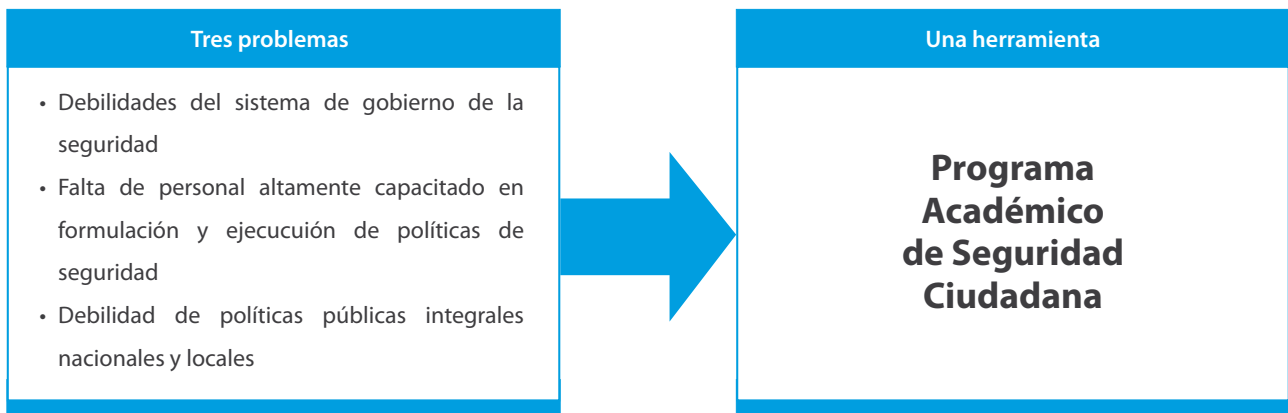 Tres problemas
• Debilidades del sistema de gobierno de la
seguridad
• Falta de personal altamente capacitado en
formulación y ejecucuión de políticas de
seguridad
• Debilidad de políticas públicas integrales
nacionales y locales
Una herramienta
Programa
Académico
de Seguridad
Ciudadana